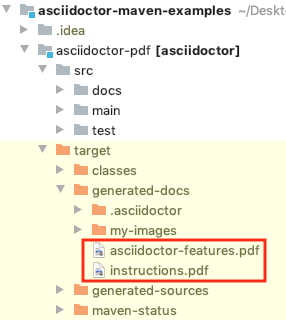 asciidoctor-maven-examples ~/Deskt
.idea
asciidoctor-pdf [asciidoctor]
src
docs
main
test
target
classes
generated-docs
.asciidoctor
my-images
asciidoctor-features.pdf
instructions.pdf
generated-sources
maven-status